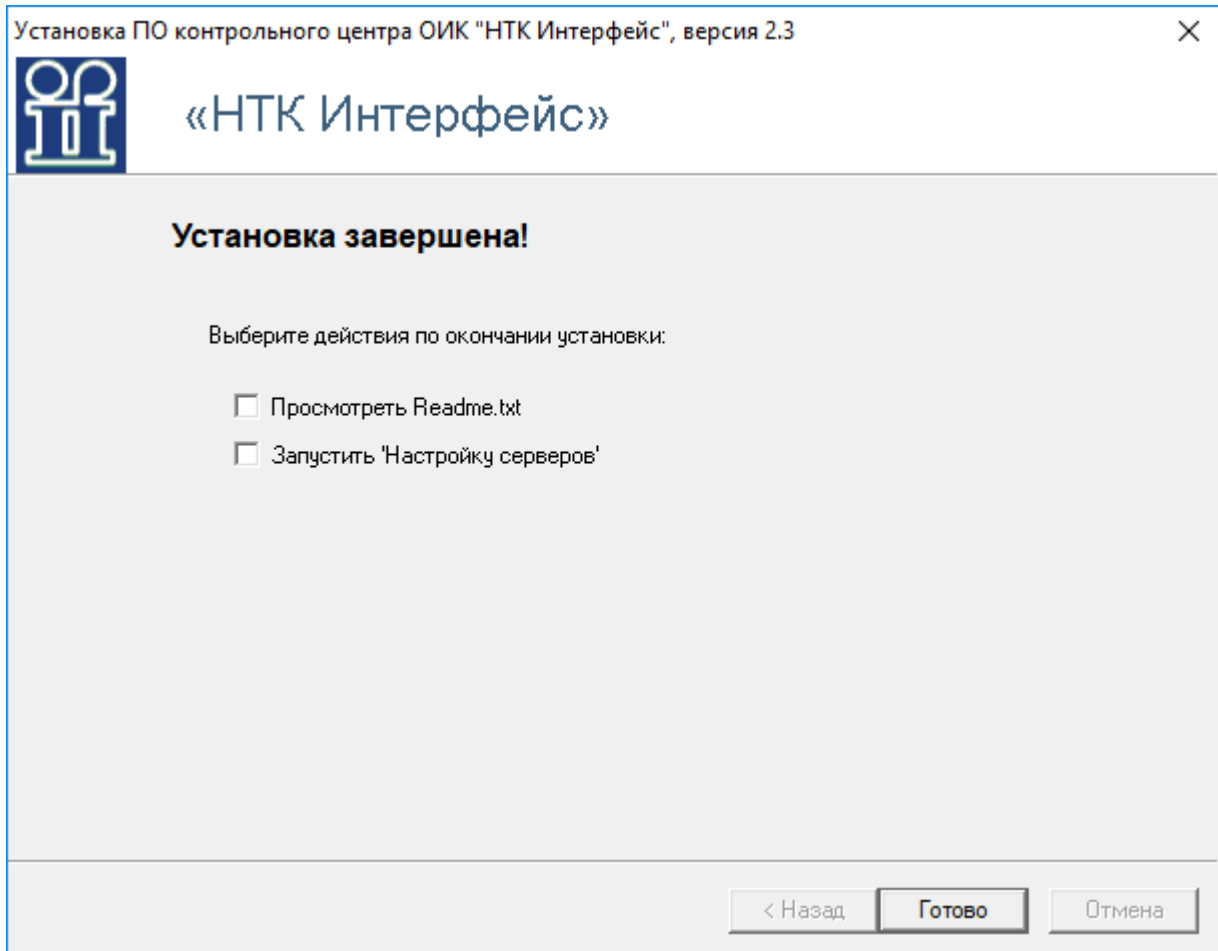 Установка ПО контрольного центра ОИК "НТК Интерфейс", версия 2.3
«НТК Интерфейс»
Установка завершена!
Выберите действия по окончании установки:
Просмотреть Readme.txt
Запустить 'Настройку серверов'
< Назад Готово Отмена